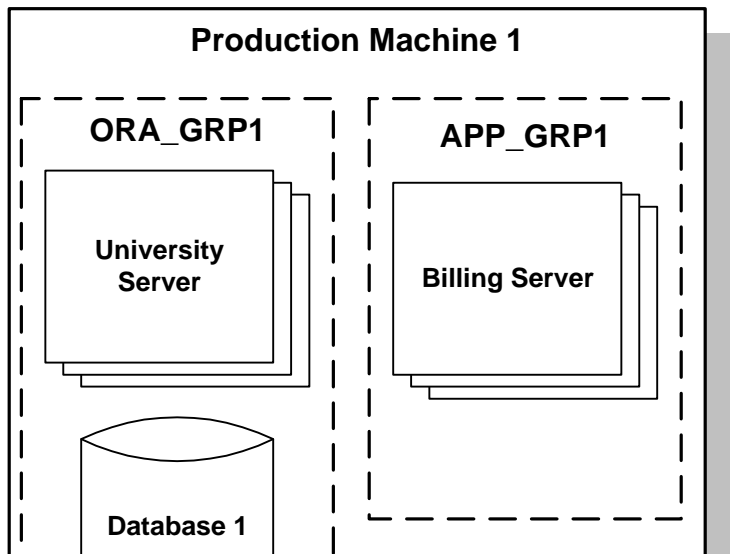 Production Machine 1
ORA_GRP1
University
Server
Database 1
APP_GRP1
Billing Server